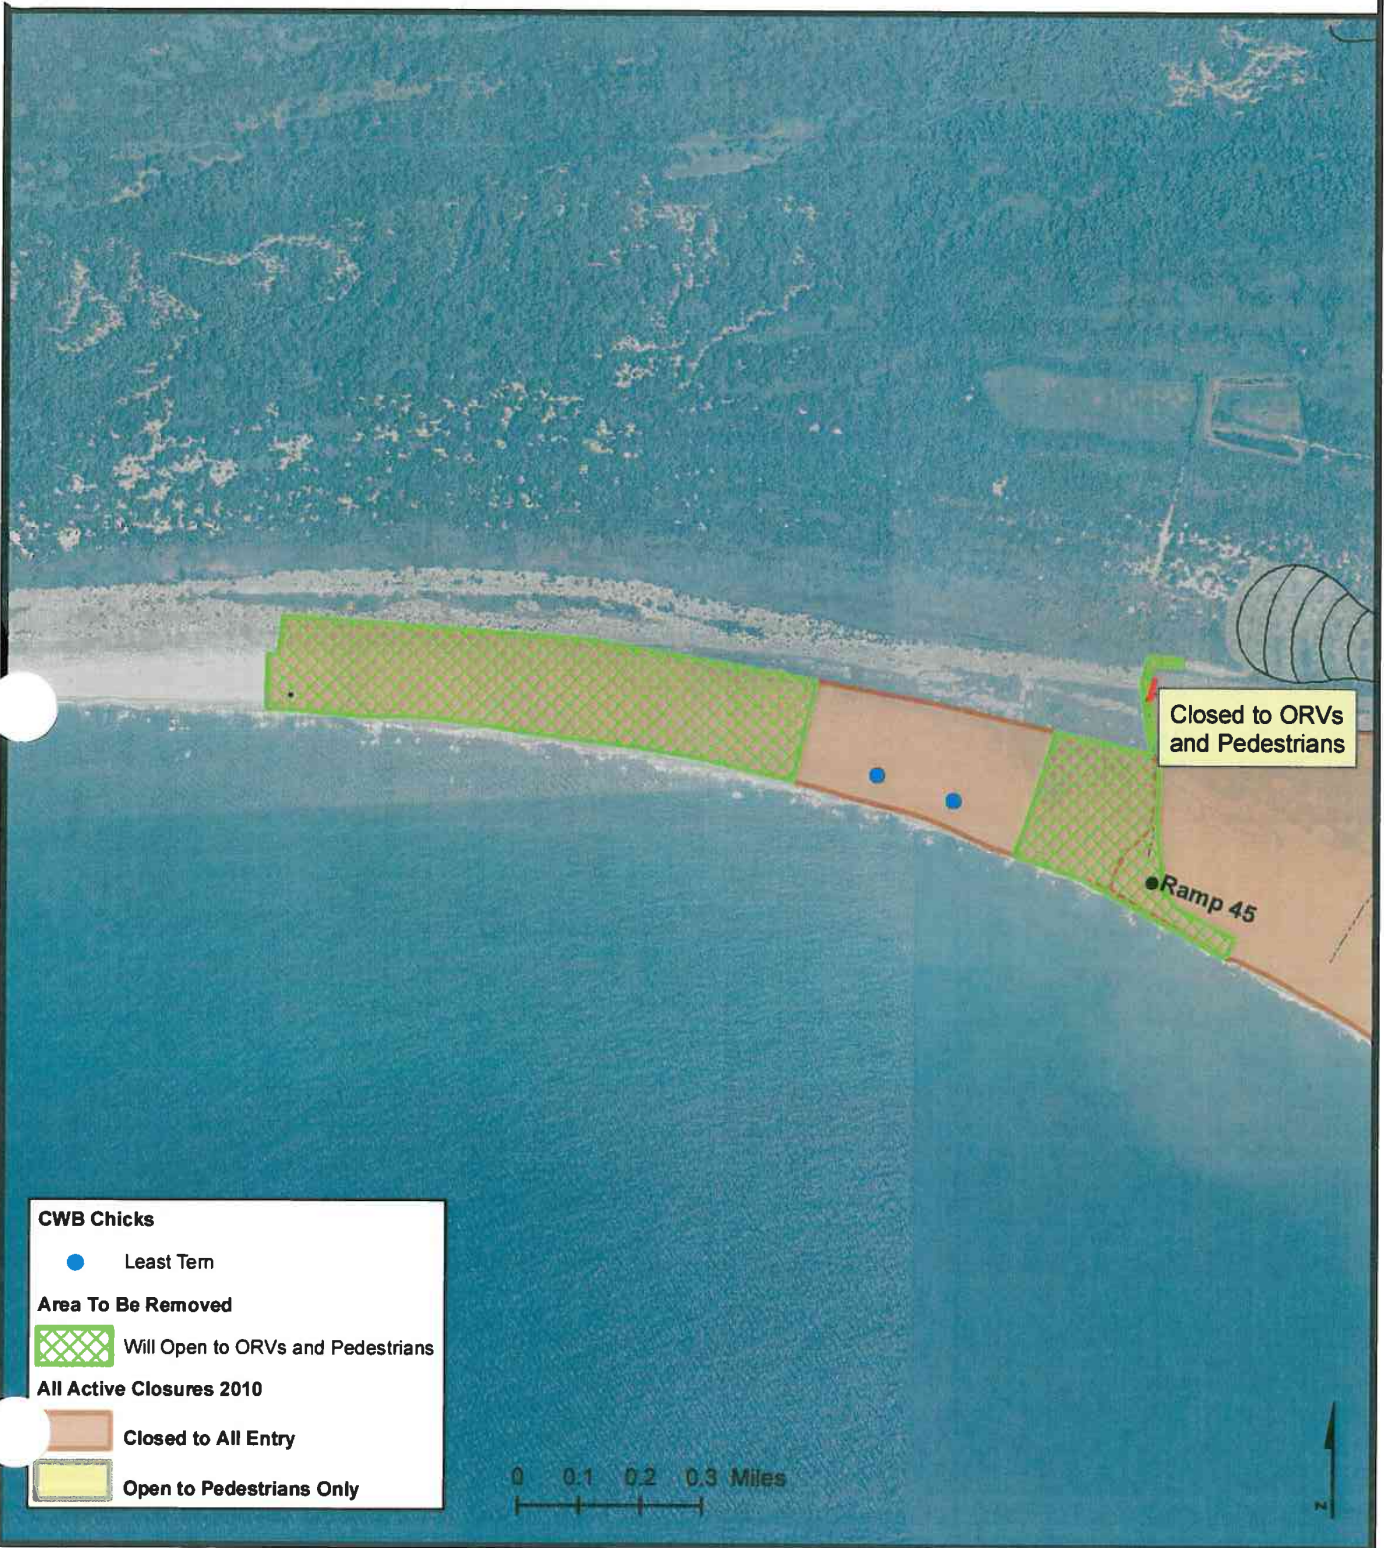 Closed to ORVs
and Pedestrians
Ramp 45
CWB Chicks
Least Tern
Area To Be Removed
Will Open to ORVs and Pedestrians
All Active Closures 2010
Closed to All Entry
Open to Pedestrians Only
0 0.1 0.2 0.3 Miles
N